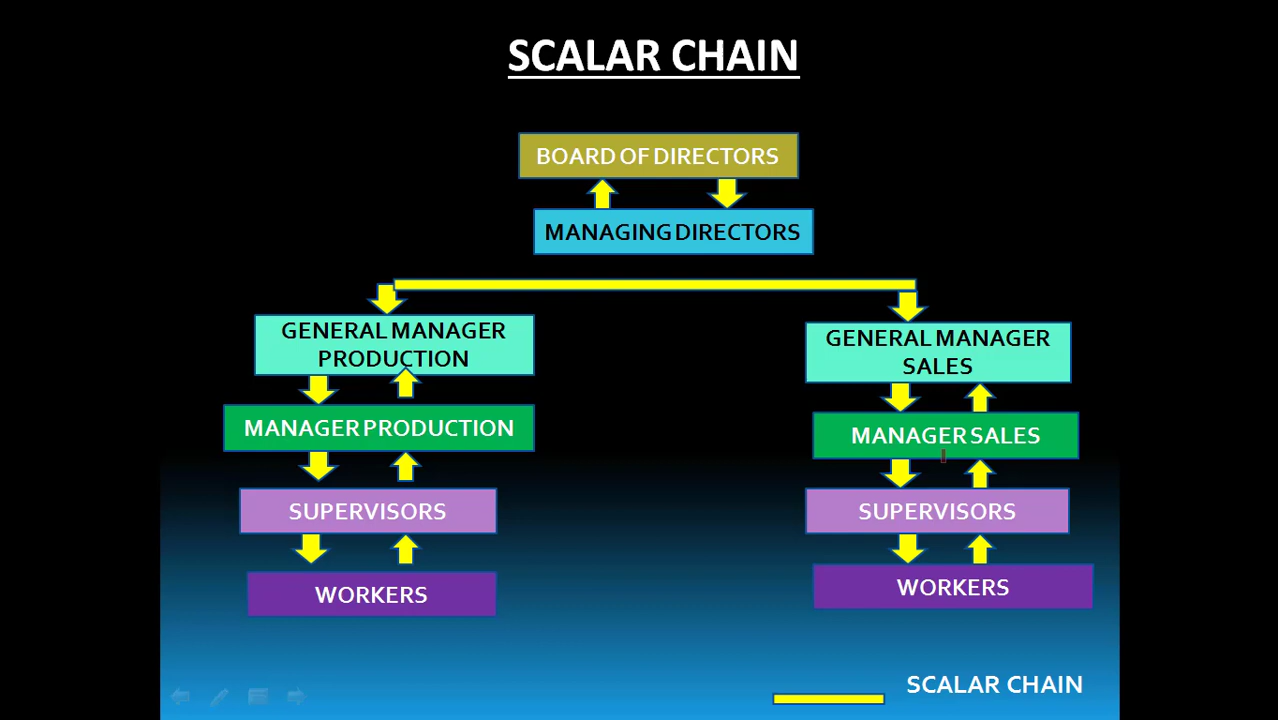 SCALAR CHAIN
BOARD OF DIRECTORS
MANAGING DIRECTORS
GENERAL MANAGER
PRODUCTION
MANAGER PRODUCTION
SUPERVISORS
WORKERS
GENERAL MANAGER
SALES
MANAGER SALES
SUPERVISORS
WORKERS
SCALAR CHAIN